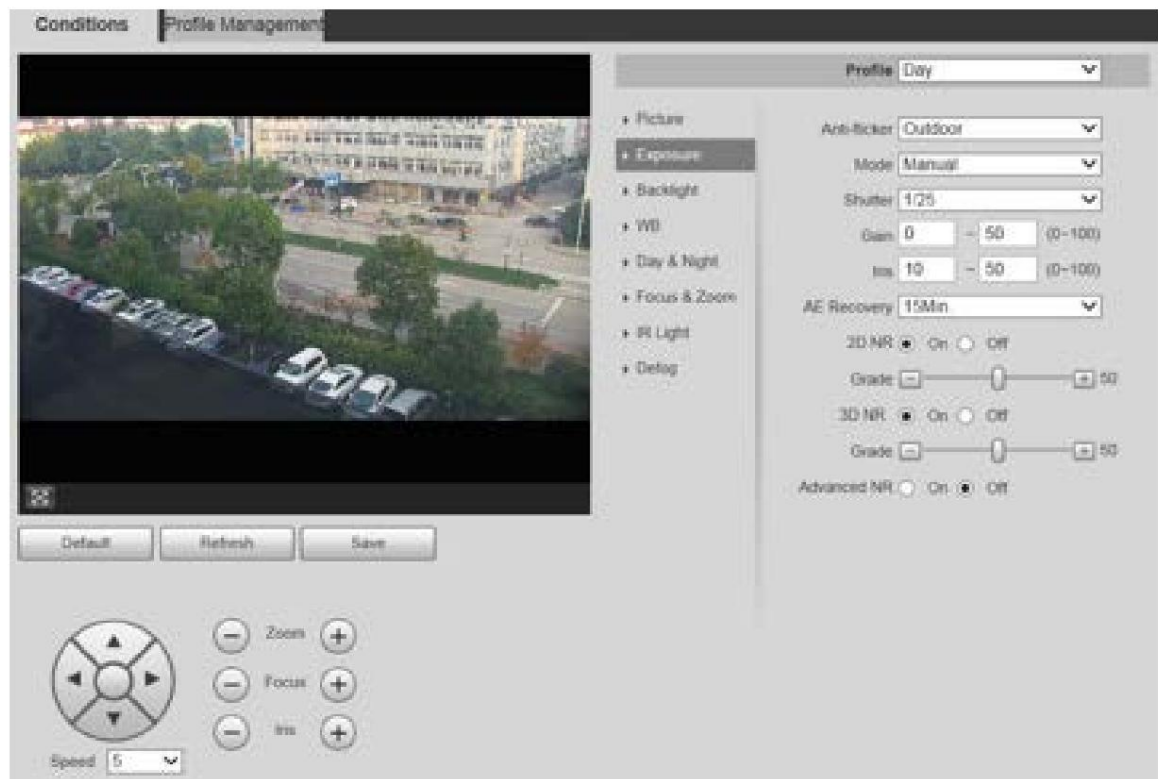 Conditions Profile Management
Profile Day
Picture
Exposure
Backlight
WB
Day & Night
Focus & Zoom
IR Light
Defog
Anti-flicker Outdoor
Mode Manual
Shutter 1/25
Gain 0 ~ 50 (0~100)
Iris 10 ~ 50 (0~100)
AE Recovery 15Min
2D NR On Off
Grade - + 50
3D NR On Off
Grade - + 50
Advanced NR On Off
Default Refresh Save
- Zoom +
- Focus +
- Iris +
Speed 5